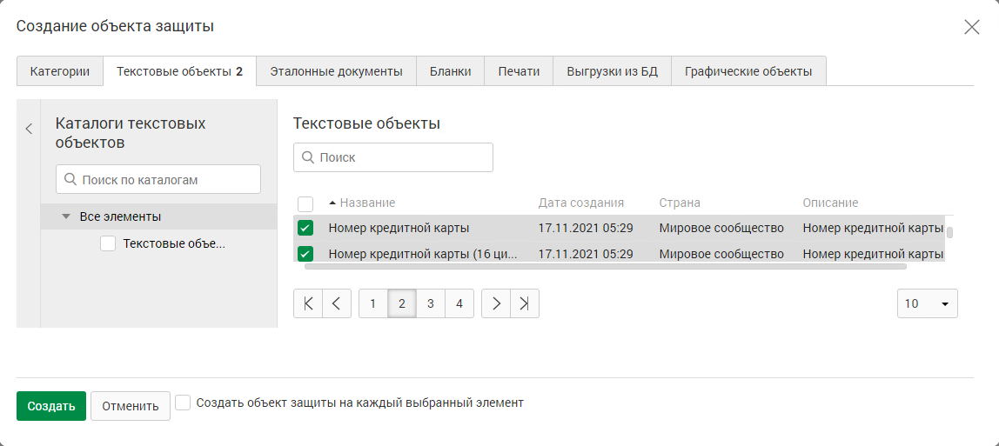 Создание объекта защиты
Категории Текстовые объекты 2 Эталонные документы Бланки Печати Выгрузки из БД Графические объекты
Каталоги текстовых
объектов
Поиск по каталогам
Все элементы
Текстовые объе...
Текстовые объекты
Поиск
Название Дата создания Страна Описание
Номер кредитной карты 17.11.2021 05:29 Мировое сообщество Номер кредитной карты
Номер кредитной карты (16 ци... 17.11.2021 05:29 Мировое сообщество Номер кредитной карты
1 2 3 4 10
Создать Отменить Создать объект защиты на каждый выбранный элемент